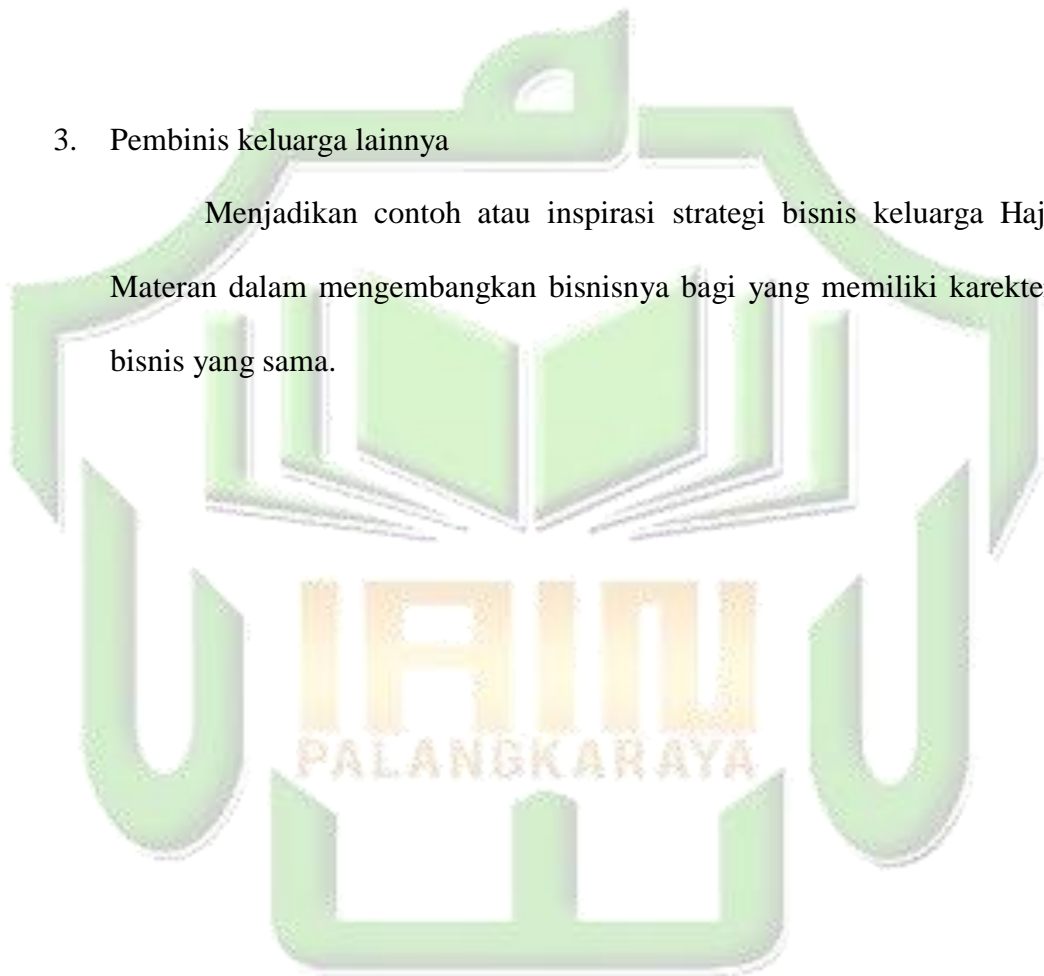 3. Pembinis keluarga lainnya
Menjadikan contoh atau inspirasi strategi bisnis keluarga Haj
Materan dalam mengembangkan bisnisnya bagi yang memiliki karekte
bisnis yang sama.
IAIN
PALANGKARAYA